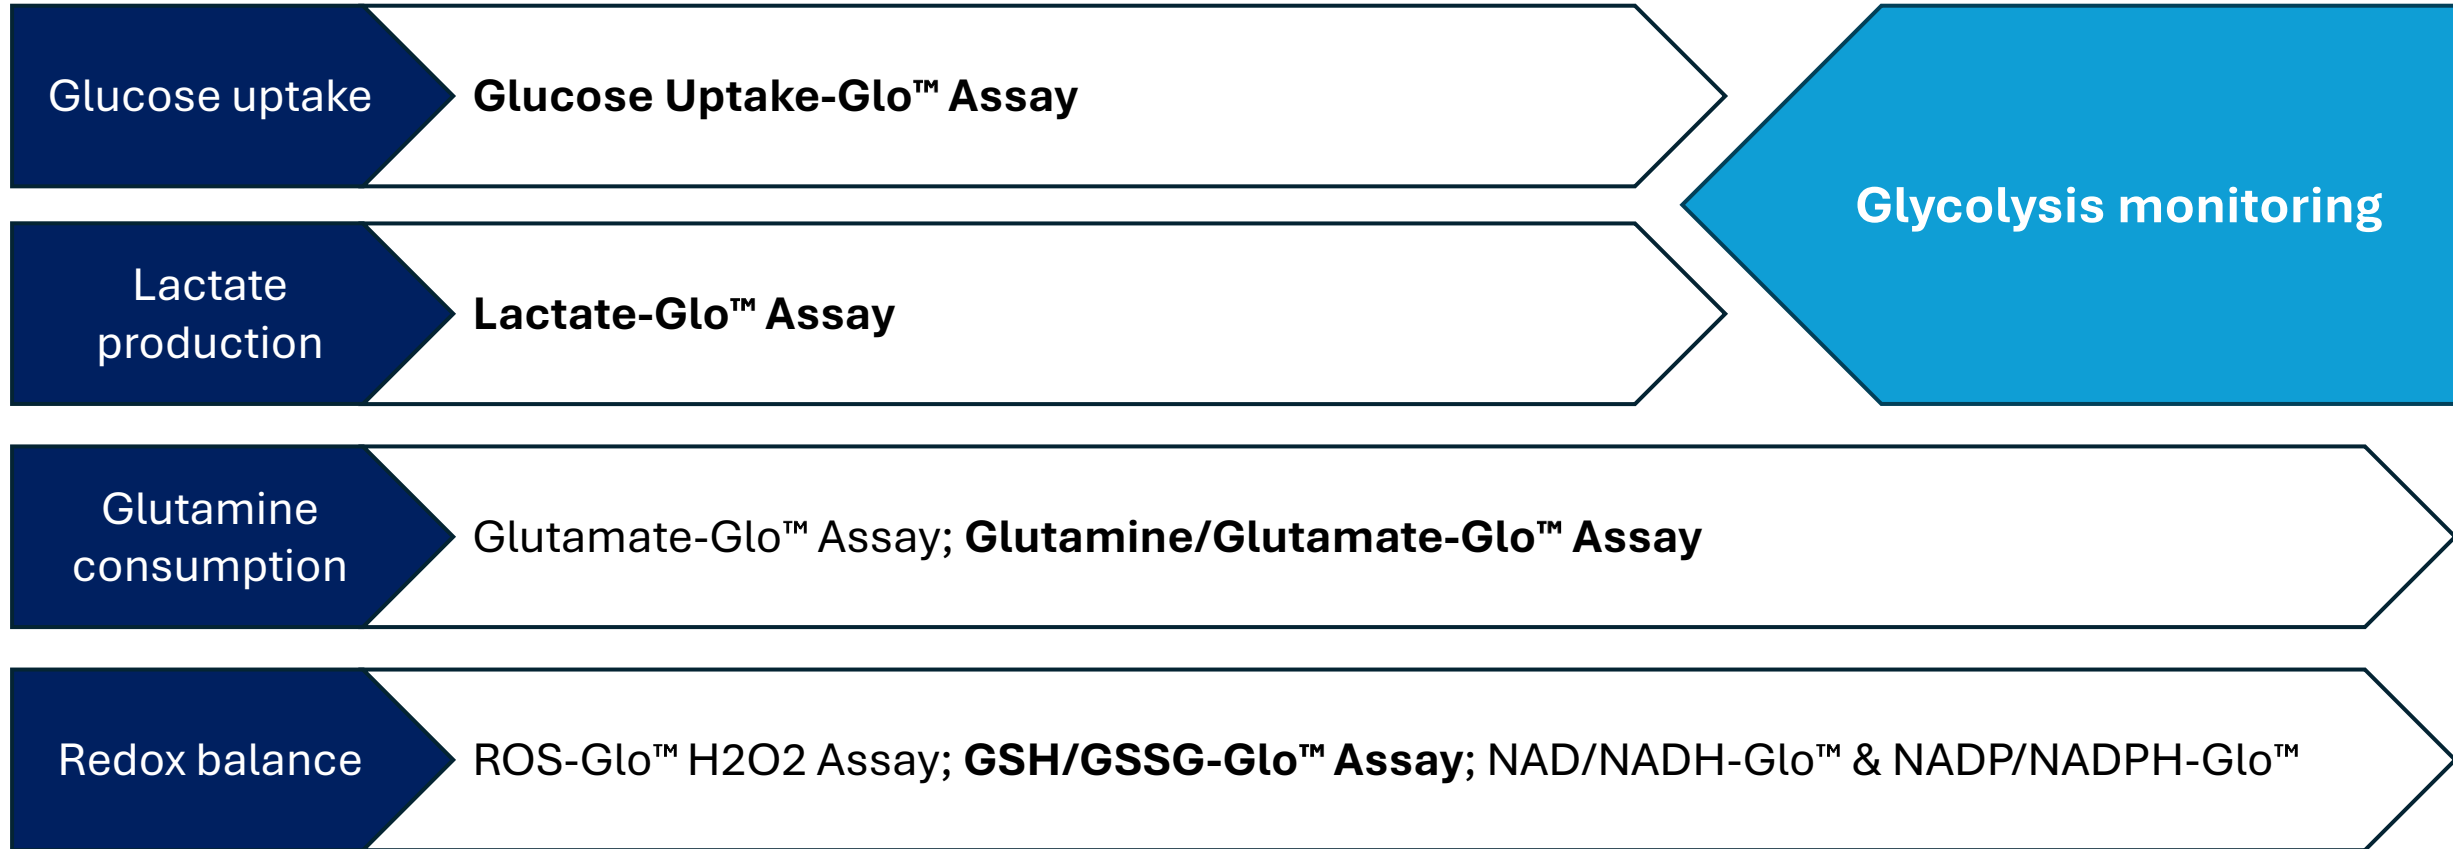 Glucose uptake
Glucose Uptake-Glo™ Assay
Glycolysis monitoring
Lactate
production
Lactate-Glo™ Assay
Glutamine
consumption
Glutamate-Glo™ Assay; Glutamine/Glutamate-Glo™ Assay
Redox balance
ROS-Glo™ H2O2 Assay; GSH/GSSG-Glo™ Assay; NAD/NADH-Glo™ & NADP/NADPH-Glo™